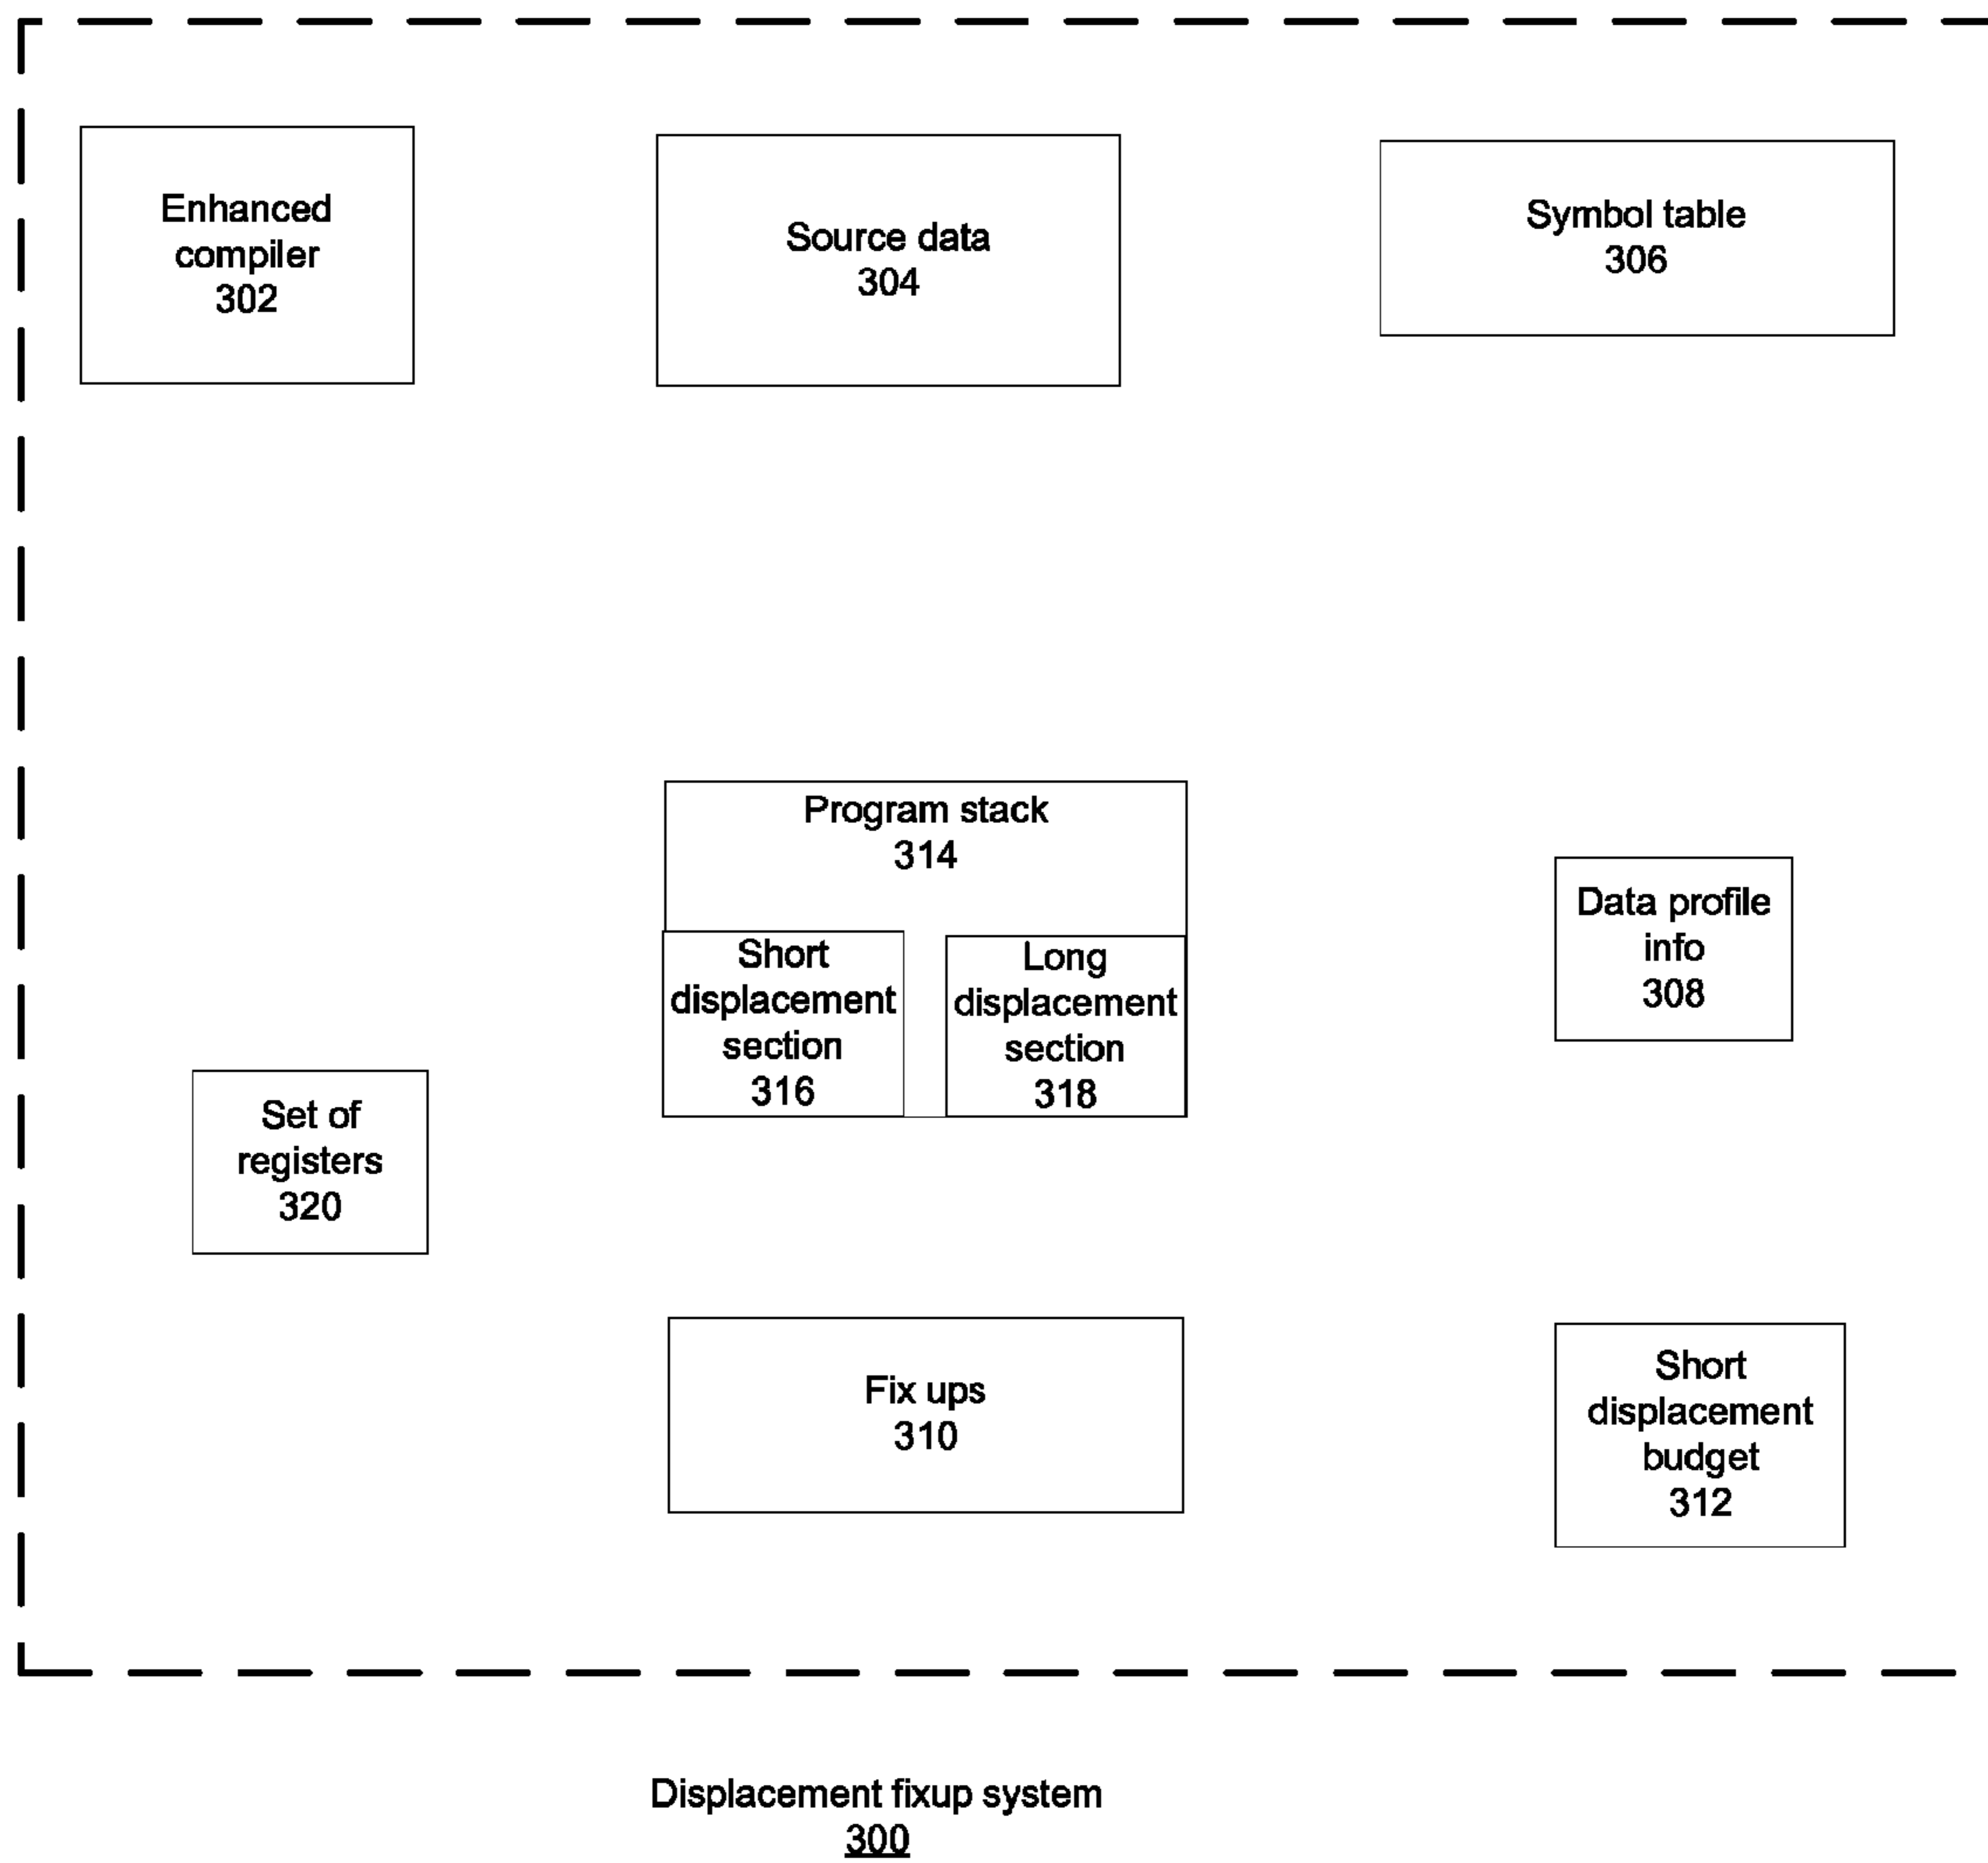 Enhanced
compiler
302
Source data
304
Symbol table
306
Program stack
314
Short
displacement
section
316
Long
displacement
section
318
Data profile
info
308
Set of
registers
320
Fix ups
310
Short
displacement
budget
312
Displacement fixup system
300